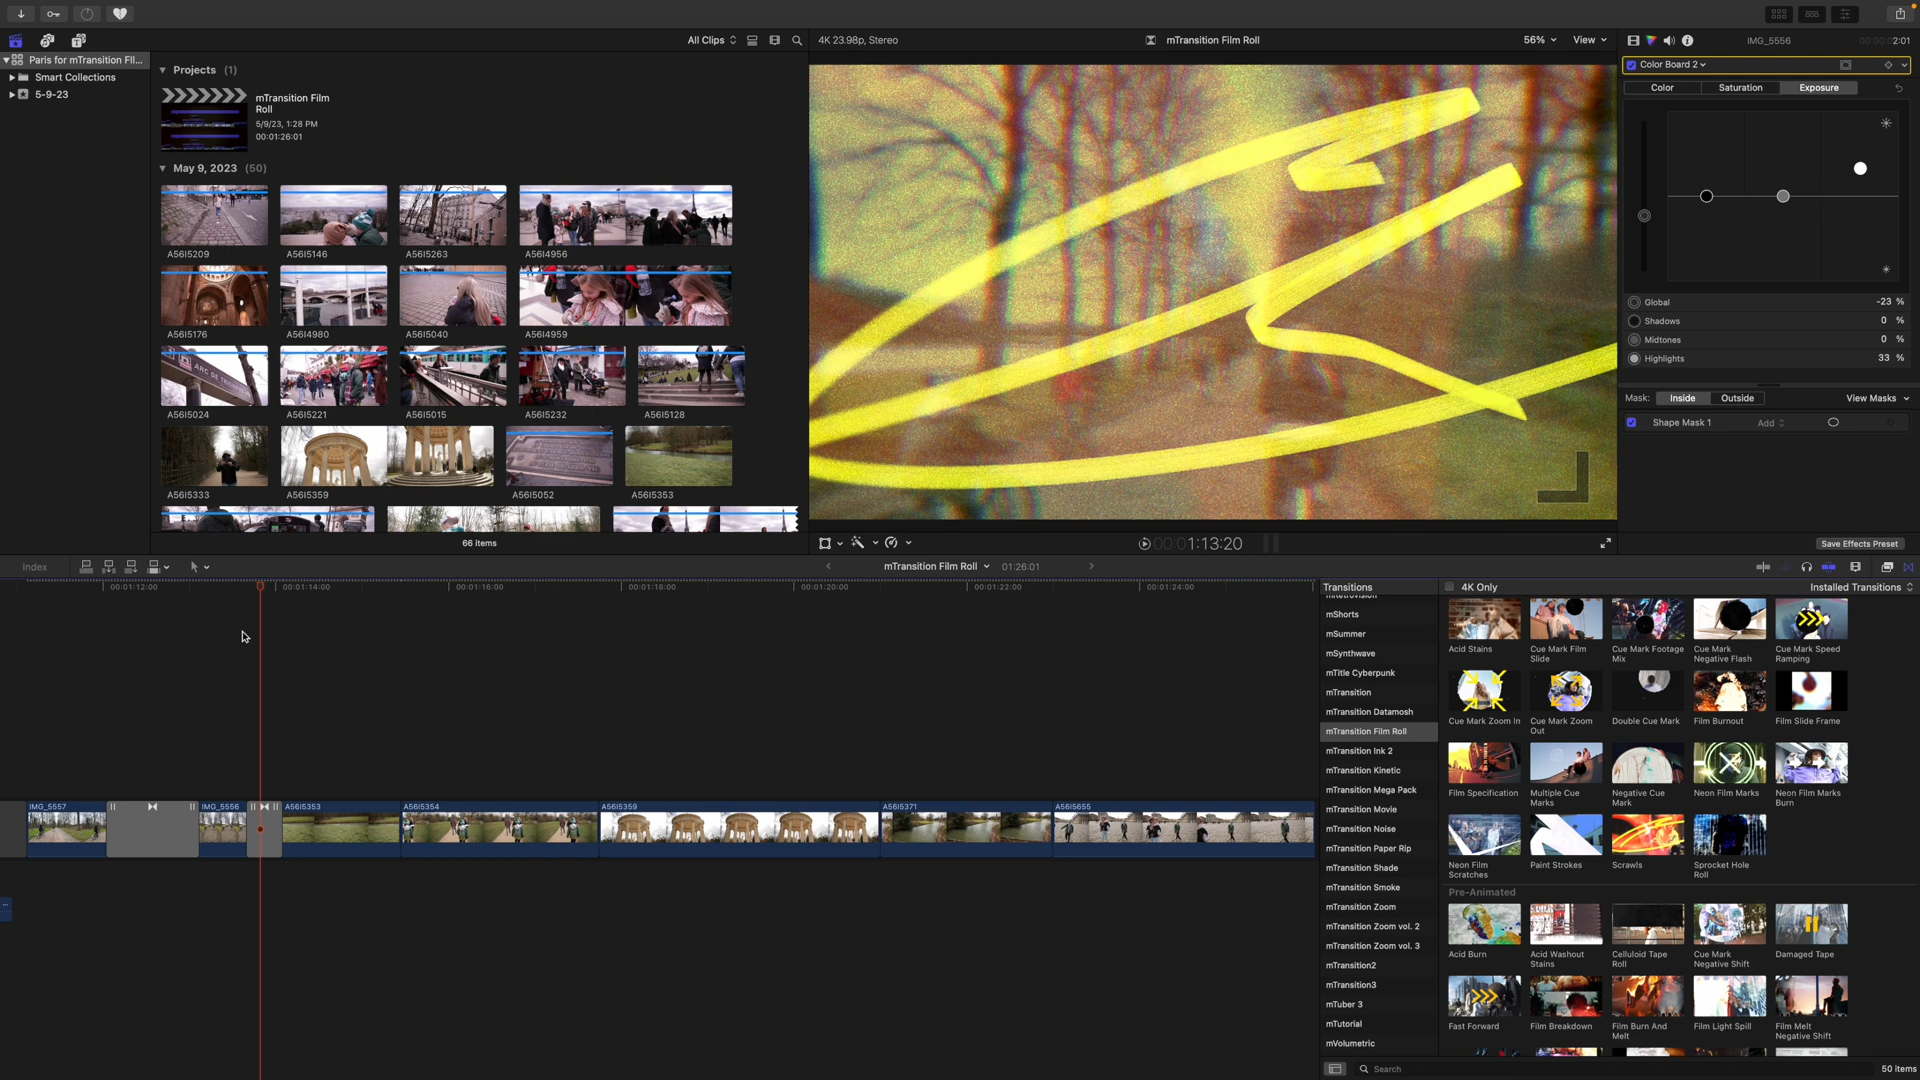 All Clips
4K 23.98p, Stereo
mTransition Film Roll
56%
View
IMG_5556
2:01
Paris for mTransition Fil...
Smart Collections
5-9-23
Projects (1)
mTransition Film
Roll
5/9/23, 1:28 PM
00:01:26:01
May 9, 2023 (50)
A56I5209
A56I5146
A56I5263
A56I4956
A56I5176
A56I4980
A56I5040
A56I4959
ARC DE
A56I5024
A56I5221
A56I5015
A56I5232
A56I5128
A56I5333
A56I5359
A56I5052
A56I5353
66 items
Color Board 2
Color
Saturation
Exposure
Global
-23 %
Shadows
0 %
Midtones
0 %
Highlights
33 %
Mask:
Inside
Outside
View Masks
Shape Mask 1
Add
Save Effects Preset
00:01:13:20
Index
mTransition Film Roll
01:26:01
00:01:12:00
00:01:14:00
00:01:16:00
00:01:18:00
00:01:20:00
00:01:22:00
00:01:24:00
IMG_5557
IMG_5556
A56I5353
A56I5354
A56I5359
A56I5371
A56I5655
Transitions
mShorts
mSummer
mSynthwave
mTitle Cyberpunk
mTransition
mTransition Datamosh
mTransition Film Roll
mTransition Ink 2
mTransition Kinetic
mTransition Mega Pack
mTransition Movie
mTransition Noise
mTransition Paper Rip
mTransition Shade
mTransition Smoke
mTransition Zoom
mTransition Zoom vol. 2
mTransition Zoom vol. 3
mTransition2
mTransition3
mTuber 3
mTutorial
mVolumetric
4K Only
Installed Transitions
Acid Stains
Cue Mark Film
Slide
Cue Mark Footage
Mix
Cue Mark
Negative Flash
Cue Mark Speed
Ramping
Cue Mark Zoom In
Cue Mark Zoom
Out
Double Cue Mark
Film Burnout
Film Slide Frame
Film Specification
Multiple Cue
Marks
Negative Cue
Mark
Neon Film Marks
Neon Film Marks
Burn
Neon Film
Scratches
Paint Strokes
Scrawls
Sprocket Hole
Roll
Pre-Animated
Acid Burn
Acid Washout
Stains
Celluloid Tape
Roll
Cue Mark
Negative Shift
Damaged Tape
Fast Forward
Film Breakdown
Film Burn And
Melt
Film Light Spill
Film Melt
Negative Shift
Search
50 items